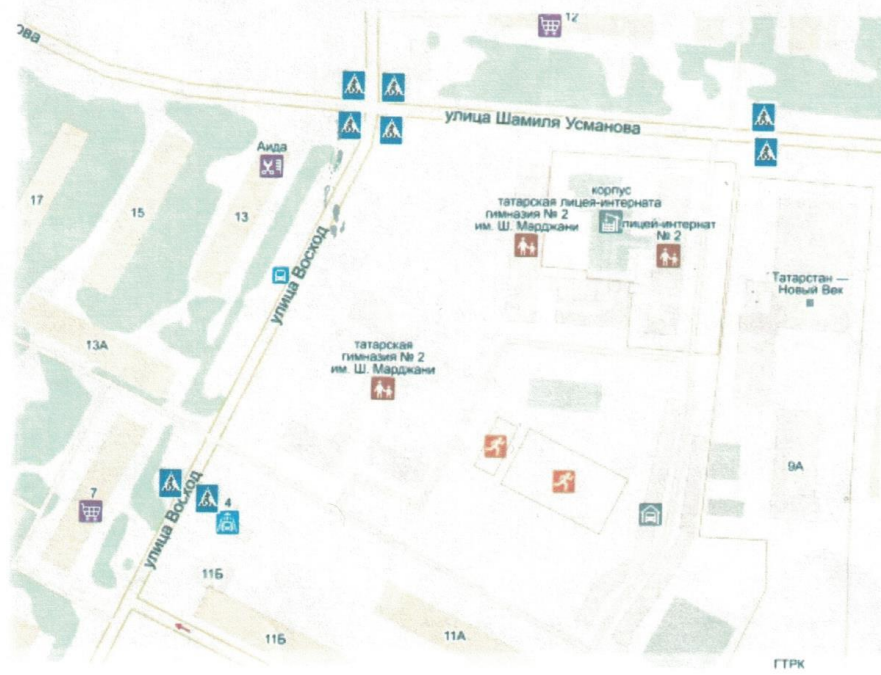 ова
12
улица Шамиля Усманова
Аида
17
15
13
корпус
татарская лицея-интерната
гимназия № 2
им. Ш. Марджани
лицей-интернат
№ 2
улица Восход
Татарстан —
Новый Век
13А
татарская
гимназия № 2
им. Ш. Марджани
9А
7
4
улица Восход
11Б
11Б
11А
ГТРК